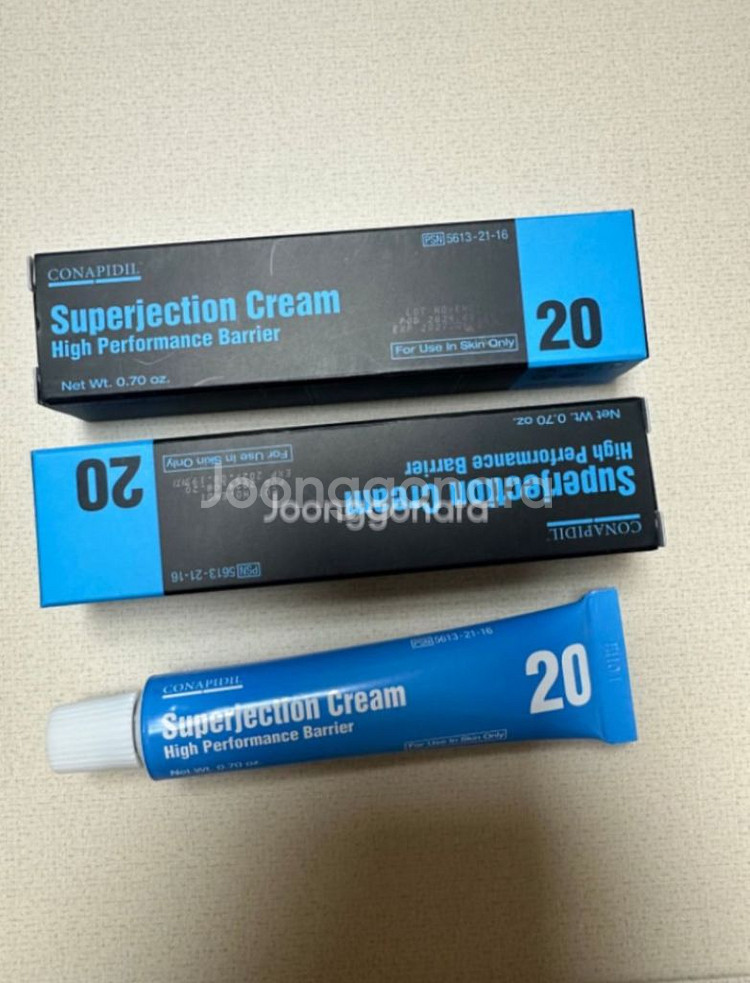 CONAPIDIL™
PSN 5613-21-16
Superjection Cream
High Performance Barrier
For Use In Skin Only
Net Wt. 0.70 oz.
20
CONAPIDIL™
PSN 5613-21-16
Superjection Cream
High Performance Barrier
For Use In Skin Only
Net Wt. 0.70 oz.
20
Joonggonara
Joonggonara
CONAPIDIL
PSN 5613-21-16
Superjection Cream
High Performance Barrier
For Use In Skin Only
Net Wt. 0.70 oz.
20